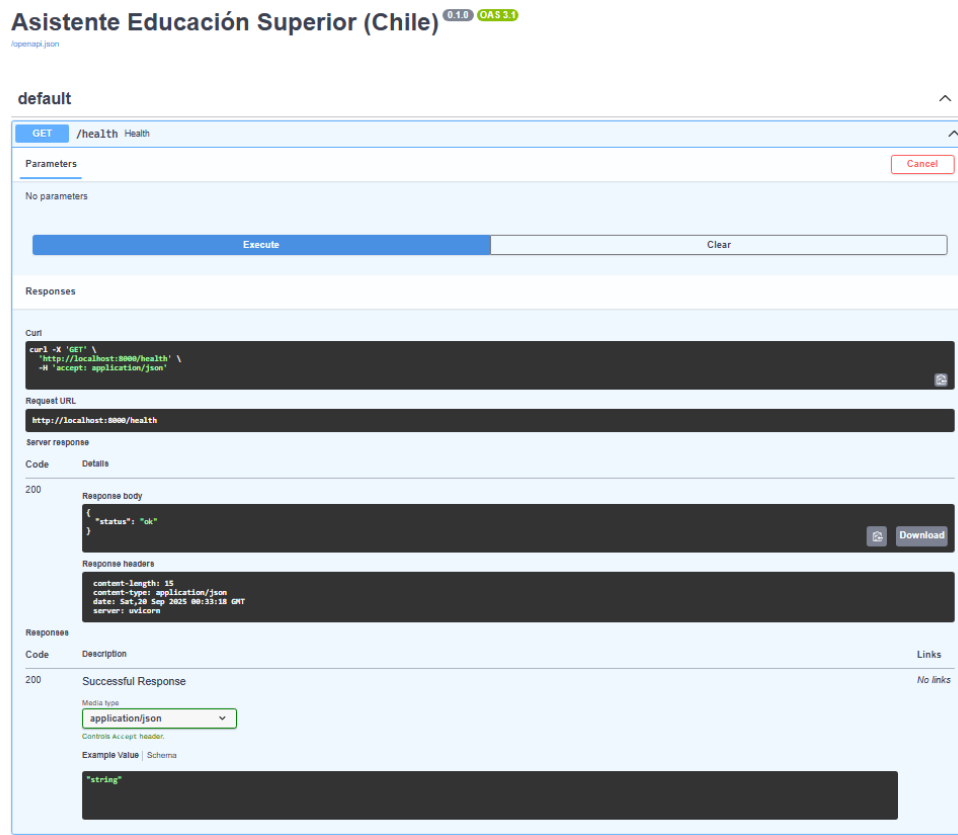 Asistente Educación Superior (Chile) 0.1.0 OAS 3.1
/openapi.json
default
GET /health Health
Parameters
Cancel
No parameters
Execute Clear
Responses
Curl
curl -X 'GET' \
'http://localhost:8000/health' \
-H 'accept: application/json'
Request URL
http://localhost:8000/health
Server response
Code Details
200
Response body
{
"status": "ok"
}
Download
Response headers
content-length: 15
content-type: application/json
date: Sat,20 Sep 2025 00:33:18 GMT
server: uvicorn
Responses
Code Description Links
200 Successful Response No links
Media type
application/json
Controls Accept header.
Example Value Schema
"string"